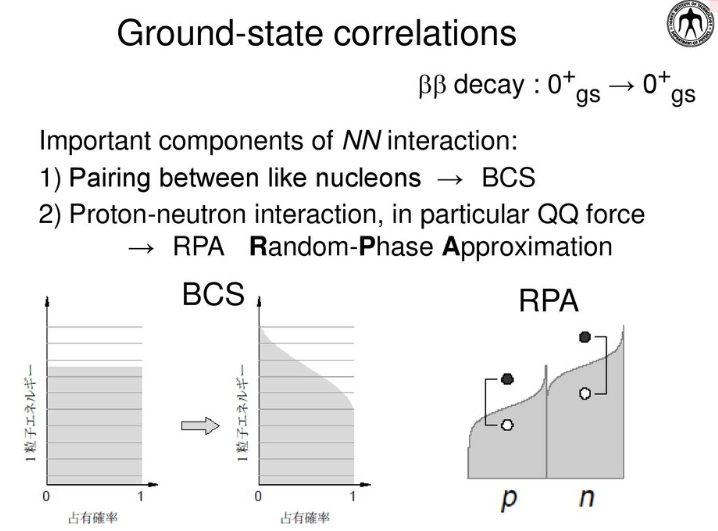 Ground-state correlations
ββ decay : 0⁺gs → 0⁺gs
Important components of NN interaction:
1) Pairing between like nucleons → BCS
2) Proton-neutron interaction, in particular QQ force
→ RPA Random-Phase Approximation
BCS
RPA
1粒子エネルギー
0 1
占有確率
1粒子エネルギー
0 1
占有確率
p n